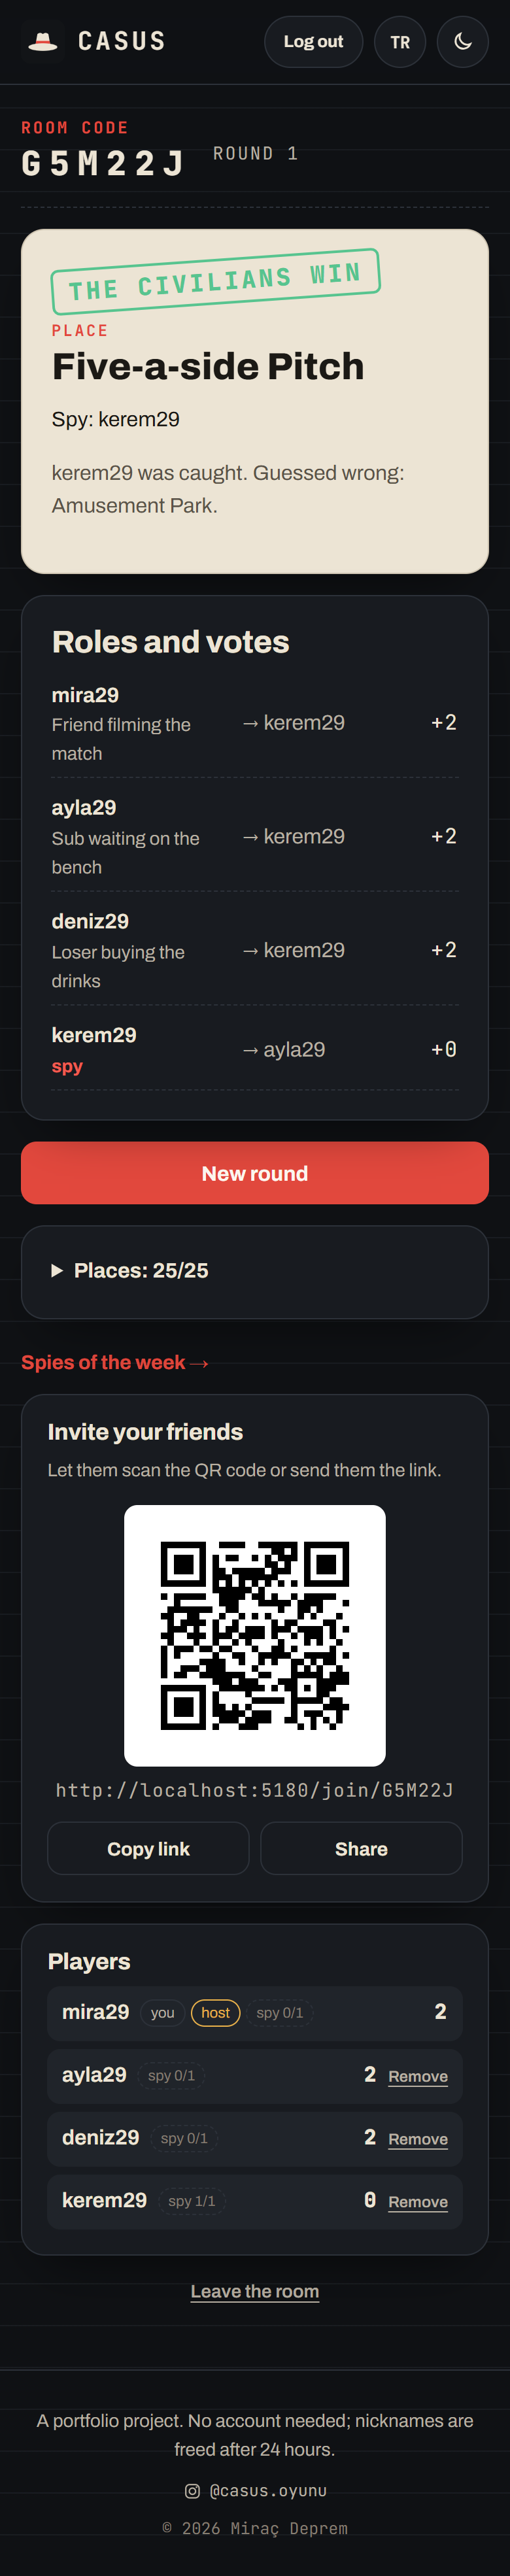 CASUS
Log out
TR
ROOM CODE
G5M22J
ROUND 1
THE CIVILIANS WIN
PLACE
Five-a-side Pitch
Spy: kerem29
kerem29 was caught. Guessed wrong:
Amusement Park.
Roles and votes
mira29
Friend filming the
match
→ kerem29
+2
ayla29
Sub waiting on the
bench
→ kerem29
+2
deniz29
Loser buying the
drinks
→ kerem29
+2
kerem29
spy
→ ayla29
+0
New round
▶ Places: 25/25
Spies of the week→
Invite your friends
Let them scan the QR code or send them the link.
http://localhost:5180/join/G5M22J
Copy link
Share
Players
mira29 you host spy 0/1 2
ayla29 spy 0/1 2 Remove
deniz29 spy 0/1 2 Remove
kerem29 spy 1/1 0 Remove
Leave the room
A portfolio project. No account needed; nicknames are
freed after 24 hours.
@casus.oyunu
© 2026 Miraç Deprem